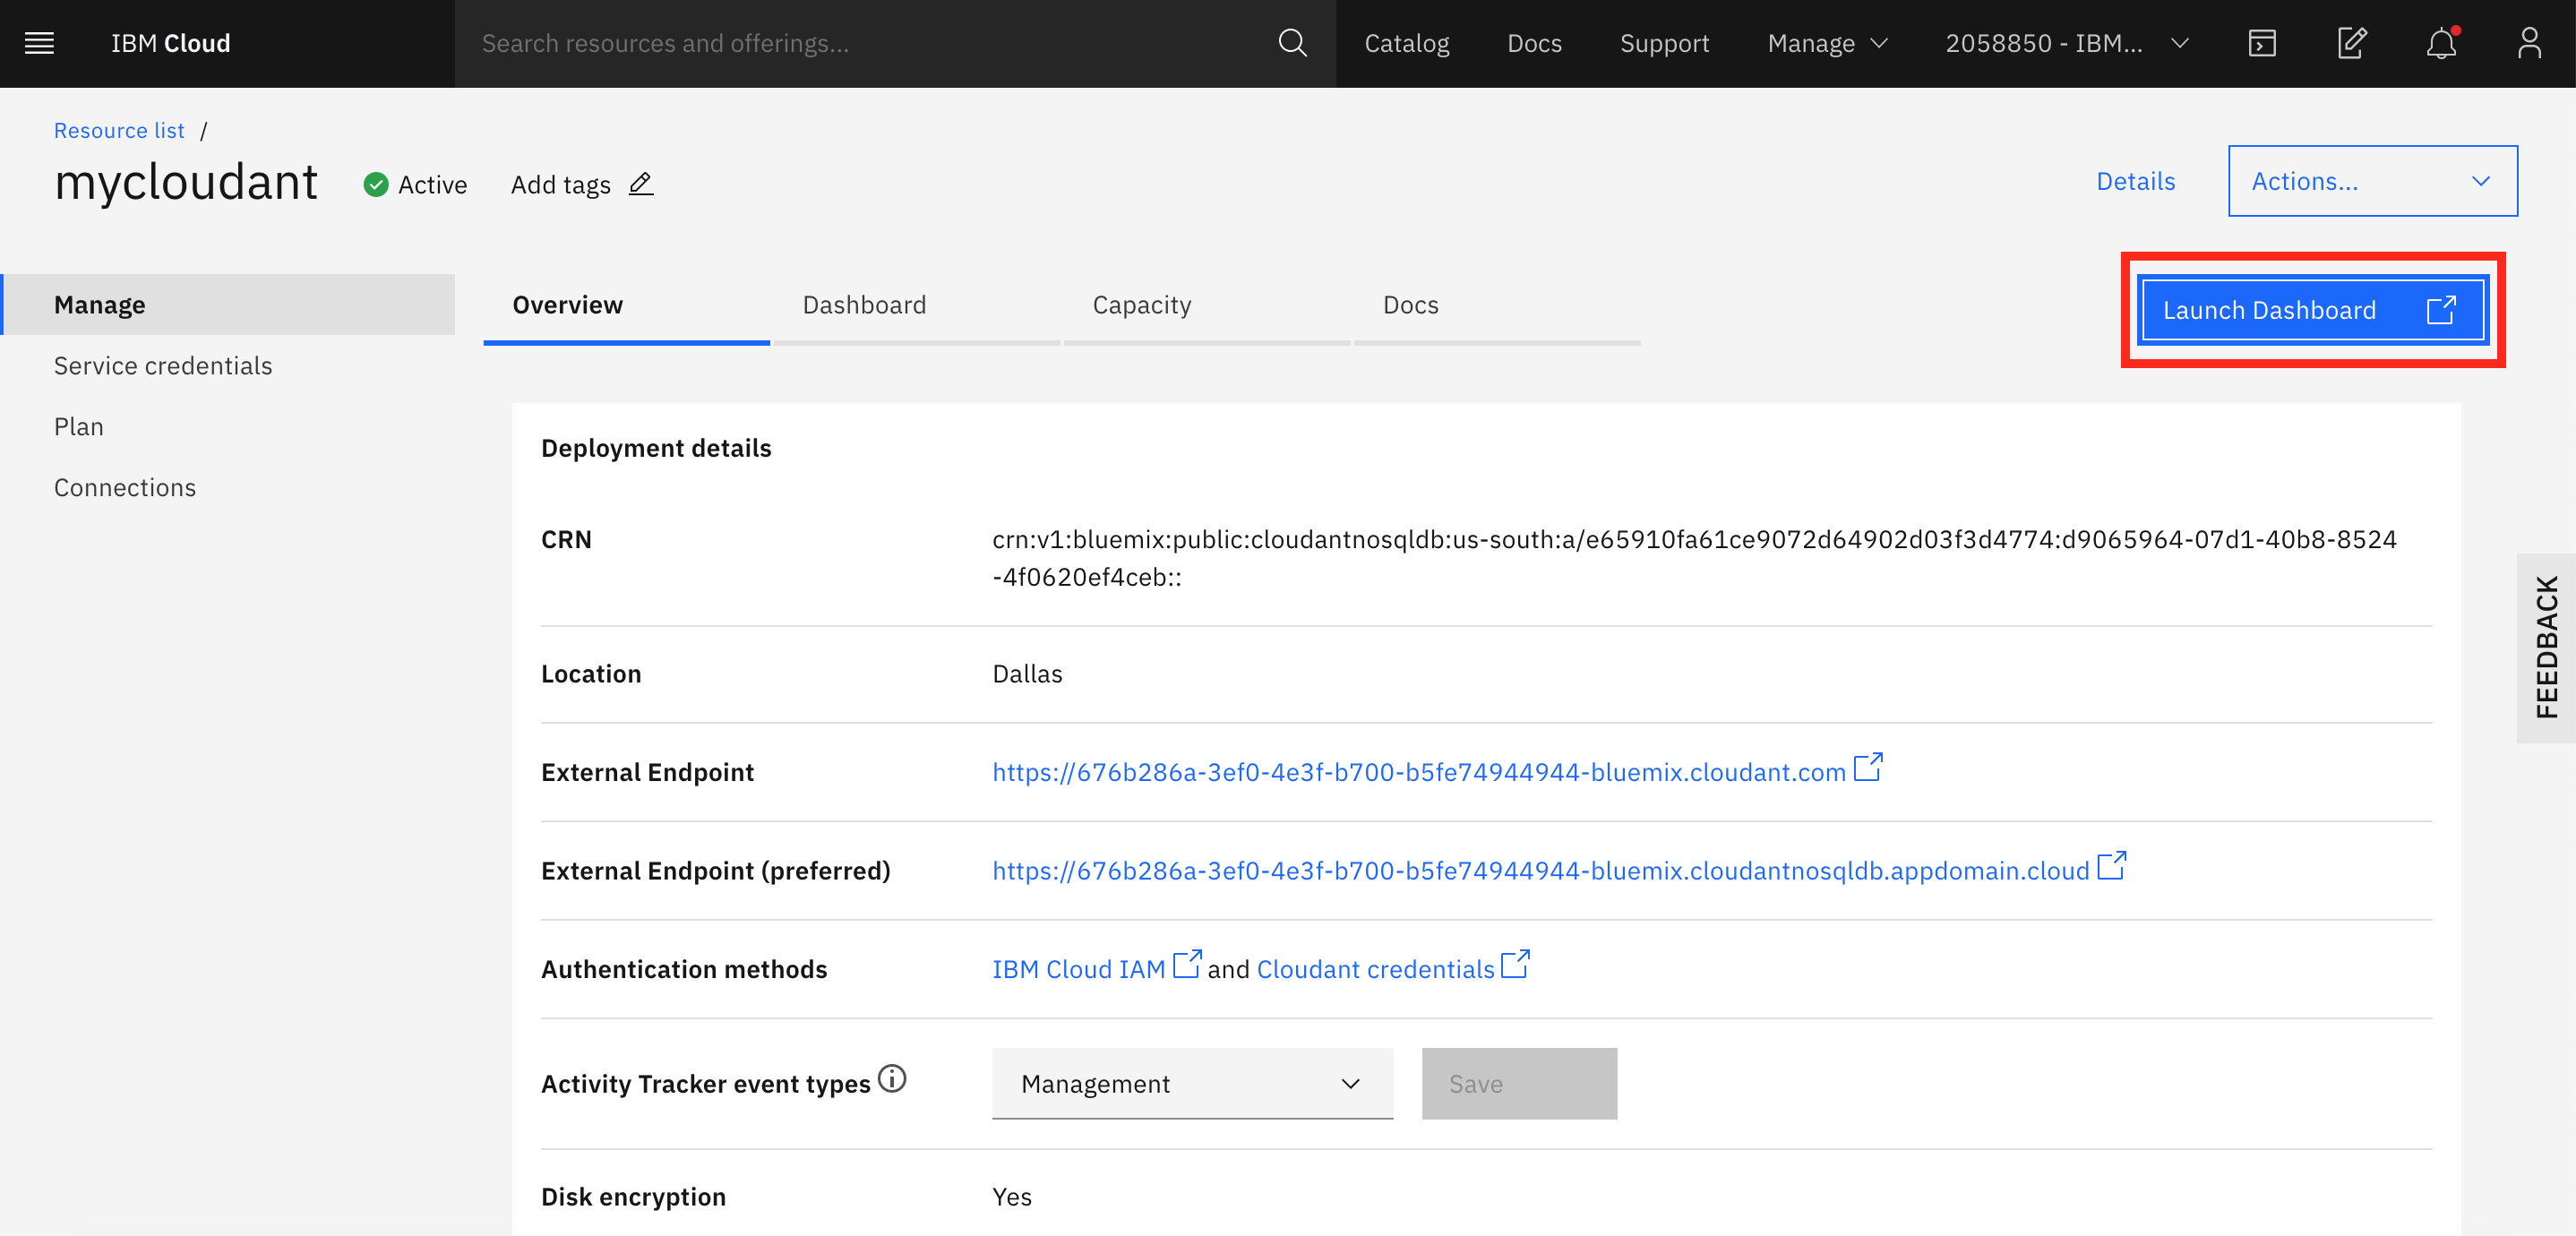 IBM Cloud
Search resources and offerings...
Catalog
Docs
Support
Manage
2058850 - IBM...
Resource list /
mycloudant
Active
Add tags
Details
Actions...
Manage
Service credentials
Plan
Connections
Overview
Dashboard
Capacity
Docs
Launch Dashboard
Deployment details
CRN
crn:v1:bluemix:public:cloudantnosqldb:us-south:a/e65910fa61ce9072d64902d03f3d4774:d9065964-07d1-40b8-8524
-4f0620ef4ceb::
Location
Dallas
External Endpoint
https://676b286a-3ef0-4e3f-b700-b5fe74944944-bluemix.cloudant.com
External Endpoint (preferred)
https://676b286a-3ef0-4e3f-b700-b5fe74944944-bluemix.cloudantnosqldb.appdomain.cloud
Authentication methods
IBM Cloud IAM and Cloudant credentials
Activity Tracker event types
Management
Save
Disk encryption
Yes
FEEDBACK